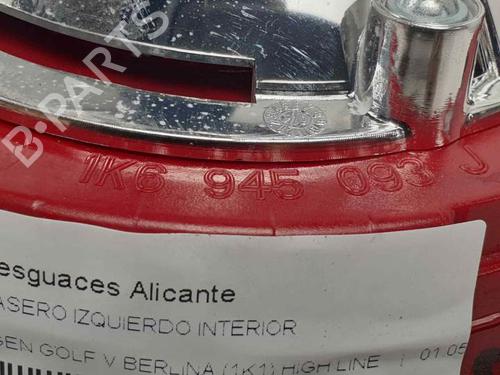 B-PARTS
1K6 945 093 J
esguaces Alicante
ASERO IZQUIERDO INTERIOR
GEN GOLF V BERLINA (1K1) HIGH LINE | 01.05